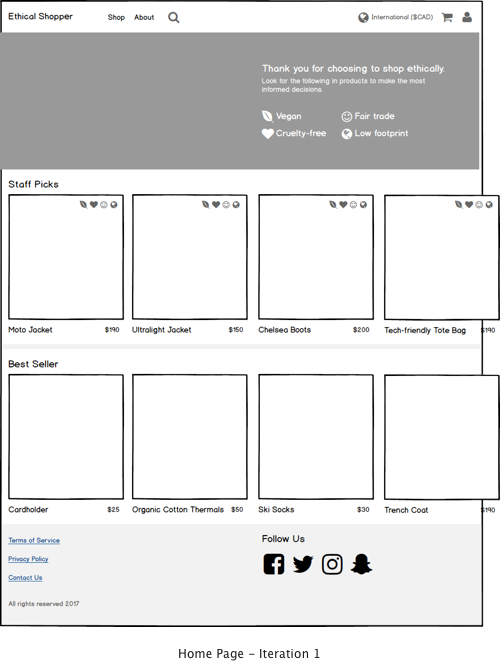 Ethical Shopper Shop About International ($CAD)
Thank you for choosing to shop ethically.
Look for the following in products to make the most
informed decisions
Vegan Fair trade
Cruelty-free Low footprint
Staff Picks
Moto Jacket $190 Ultralight Jacket $150 Chelsea Boots $200 Tech-friendly Tote Bag $190
Best Seller
Cardholder $25 Organic Cotton Thermals $50 Ski Socks $30 Trench Coat $190
Terms of Service
Follow Us
Privacy Policy
Contact Us
All rights reserved 2017
Home Page - Iteration 1